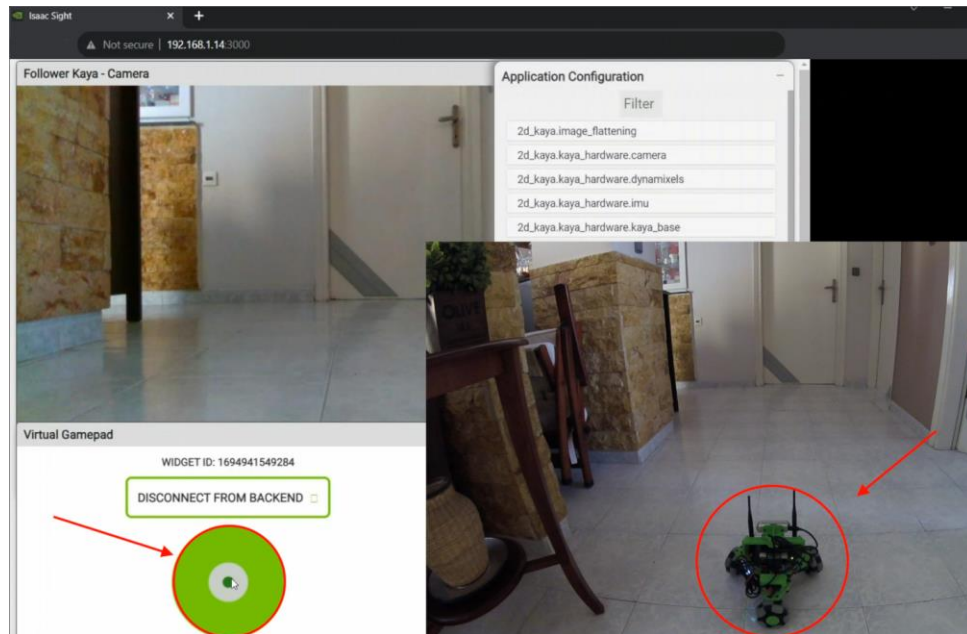 Isaac Sight
Not secure | 192.168.1.14:3000
Follower Kaya - Camera
Application Configuration
Filter
2d_kaya.image_flattening
2d_kaya.kaya_hardware.camera
2d_kaya.kaya_hardware.dynamixels
2d_kaya.kaya_hardware.imu
2d_kaya.kaya_hardware.kaya_base
OLIVE
Virtual Gamepad
WIDGET ID: 1694941549284
DISCONNECT FROM BACKEND